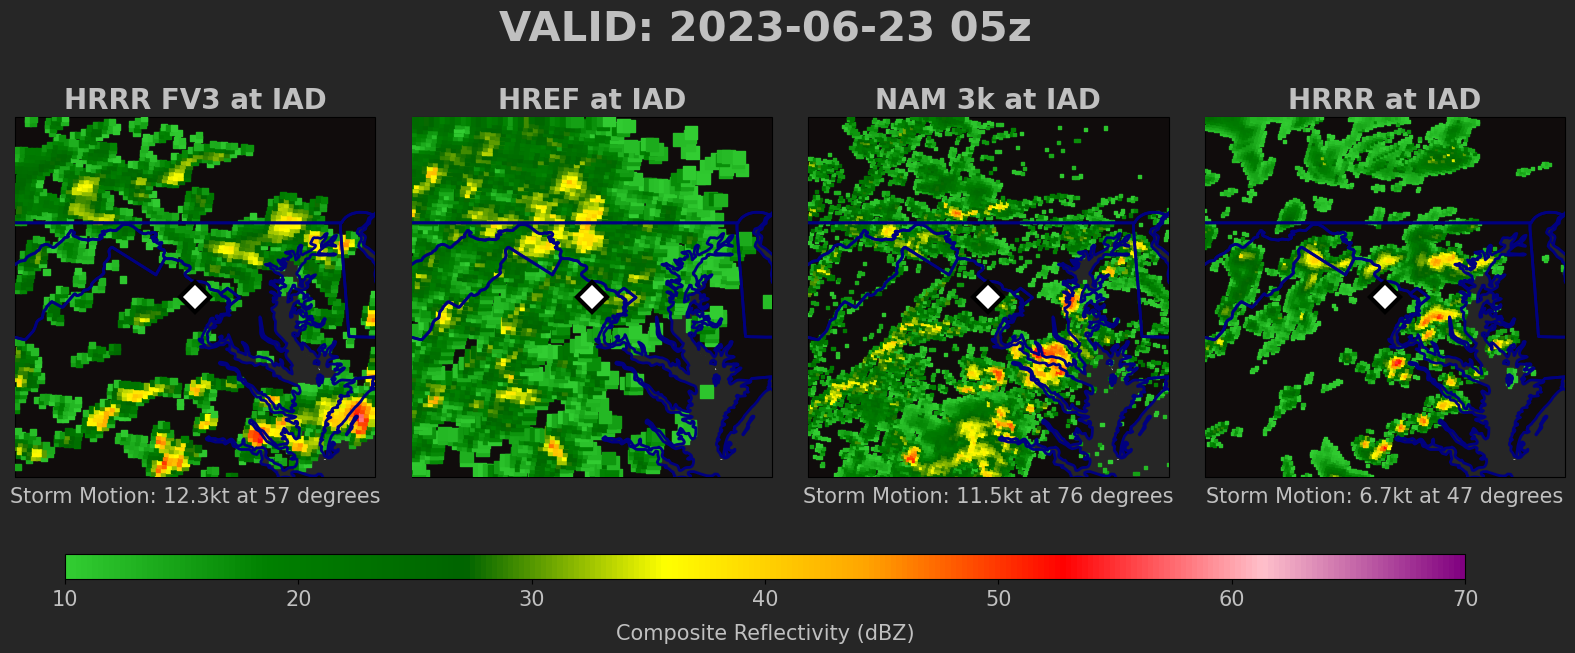 VALID: 2023-06-23 05z
HRRR FV3 at IAD
HREF at IAD
NAM 3k at IAD
HRRR at IAD
Storm Motion: 12.3kt at 57 degrees
Storm Motion: 11.5kt at 76 degrees
Storm Motion: 6.7kt at 47 degrees
10 20 30 40 50 60 70
Composite Reflectivity (dBZ)